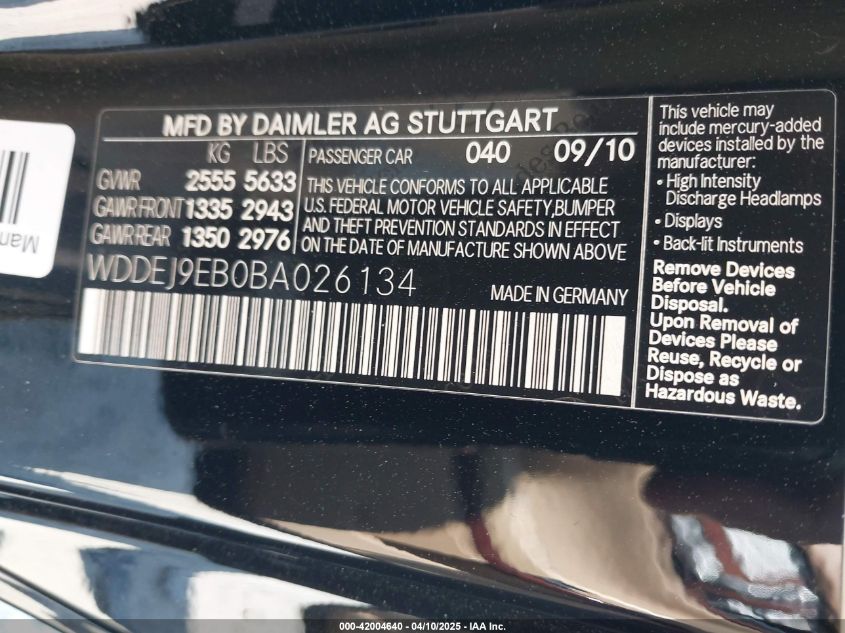 MFD BY DAIMLER AG STUTTGART
KG LBS
GVWR 2555 5633
GAWR FRONT 1335 2943
GAWR REAR 1350 2976
PASSENGER CAR 040 09/10
THIS VEHICLE CONFORMS TO ALL APPLICABLE
U.S. FEDERAL MOTOR VEHICLE SAFETY,BUMPER
AND THEFT PREVENTION STANDARDS IN EFFECT
ON THE DATE OF MANUFACTURE SHOWN ABOVE
WDDEJ9EB0BA026134
MADE IN GERMANY
This vehicle may
include mercury-added
devices installed by the
manufacturer:
• High Intensity
Discharge Headlamps
• Displays
• Back-lit Instruments
Remove Devices
Before Vehicle
Disposal.
Upon Removal of
Devices Please
Reuse, Recycle or
Dispose as
Hazardous Waste.
000-42004640 - 04/10/2025 - IAA Inc.